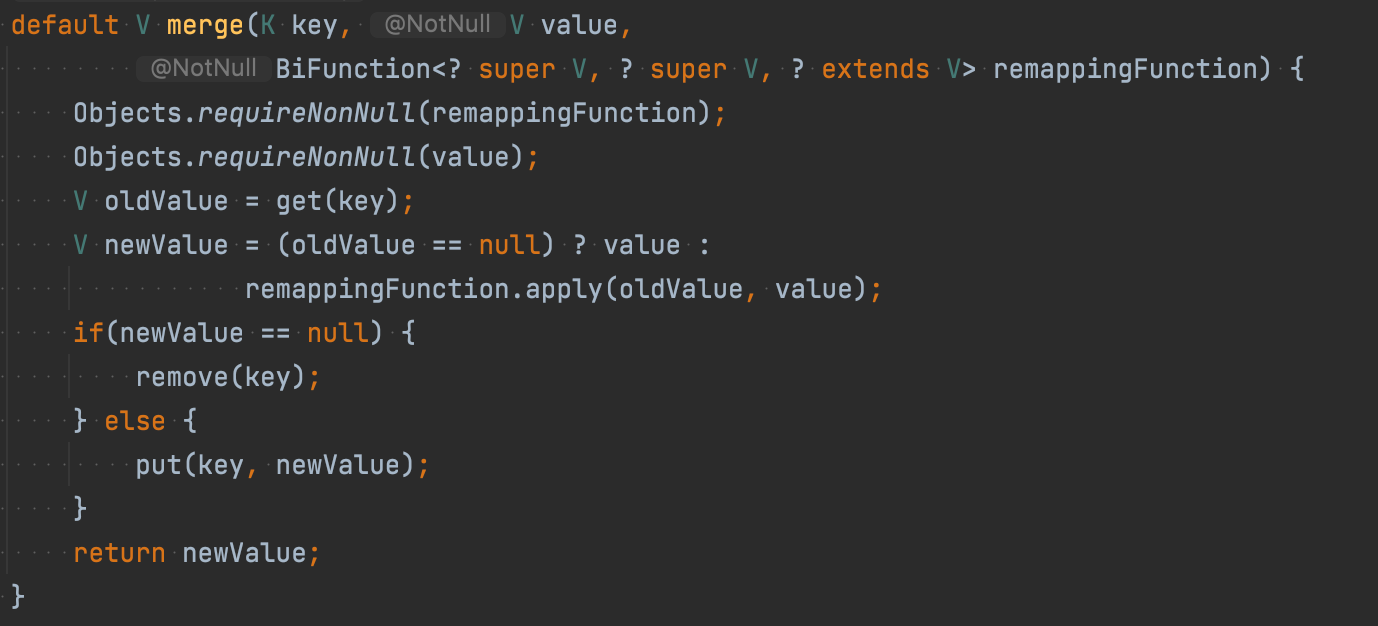 default V merge(K key, @NotNull V value,
        @NotNull BiFunction<? super V, ? super V, ? extends V> remappingFunction) {
    Objects.requireNonNull(remappingFunction);
    Objects.requireNonNull(value);
    V oldValue = get(key);
    V newValue = (oldValue == null) ? value :
               remappingFunction.apply(oldValue, value);
    if(newValue == null) {
        remove(key);
    } else {
        put(key, newValue);
    }
    return newValue;
}